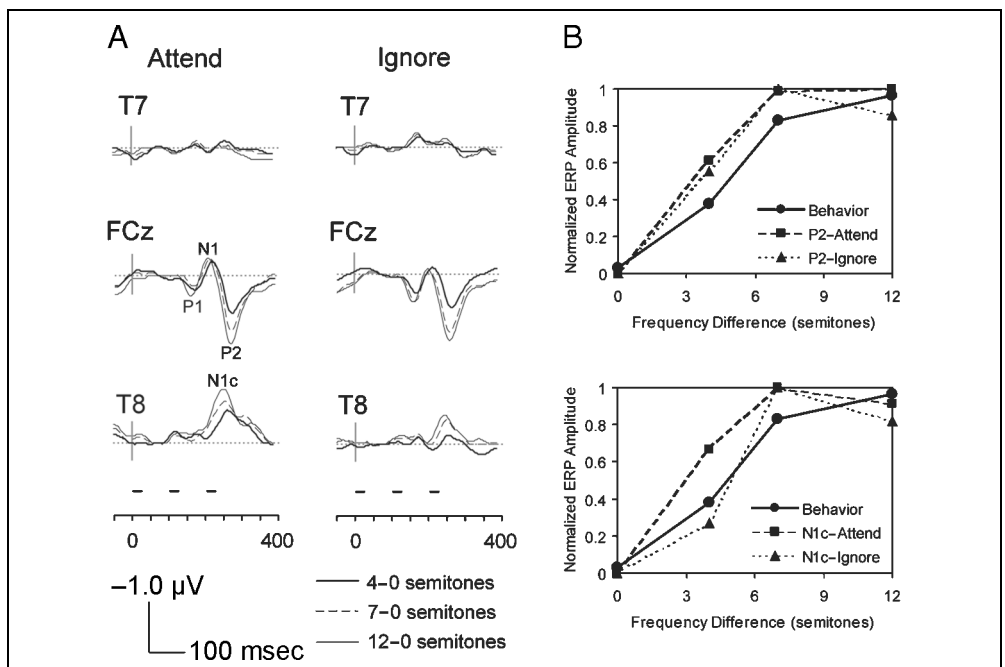 A
Attend
Ignore
T7
T7
FCz
FCz
N1
P1
P2
N1c
T8
T8
0
400
0
400
–1.0 µV
100 msec
4–0 semitones
7–0 semitones
12–0 semitones
B
Normalized ERP Amplitude
1
0.8
0.6
0.4
0.2
0
Behavior
P2–Attend
P2–Ignore
0
3
6
9
12
Frequency Difference (semitones)
Normalized ERP Amplitude
1
0.8
0.6
0.4
0.2
0
Behavior
N1c–Attend
N1c–Ignore
0
3
6
9
12
Frequency Difference (semitones)